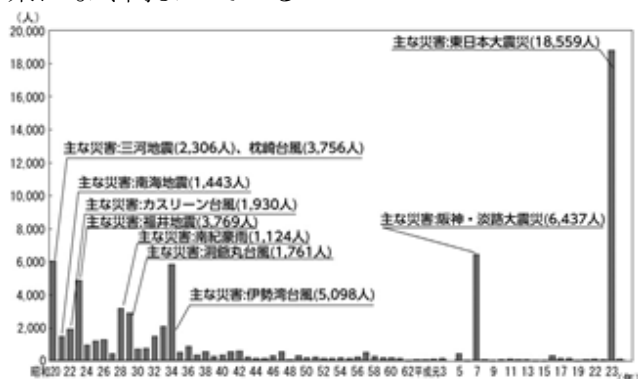 （人）
20,000
主な災害:東日本大震災(18,559人)
18,000
16,000
14,000
主な災害:三河地震(2,306人)、枕崎台風(3,756人)
12,000
主な災害:南海地震(1,443人)
10,000
主な災害:カスリーン台風(1,930人)
主な災害:福井地震(3,769人)
主な災害:阪神・淡路大震災(6,437人)
8,000
主な災害:南紀豪雨(1,124人)
主な災害:洞爺丸台風(1,761人)
6,000
4,000
主な災害:伊勢湾台風(5,098人)
2,000
0
昭和20 22 24 26 28 30 32 34 36 38 40 42 44 46 48 50 52 54 56 58 60 62 平成元 3 5 7 9 11 13 15 17 19 22 23